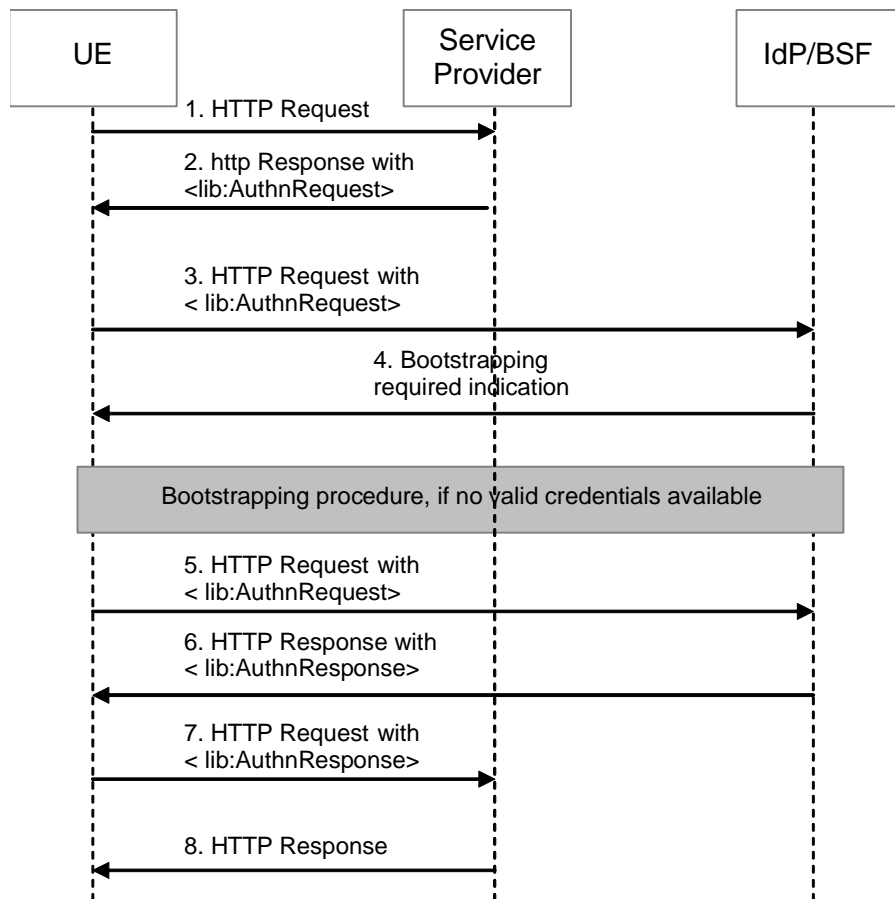 UE
Service
Provider
IdP/BSF
1. HTTP Request
2. http Response with
<lib:AuthnRequest>
3. HTTP Request with
< lib:AuthnRequest>
4. Bootstrapping
required indication
Bootstrapping procedure, if no valid credentials available
5. HTTP Request with
< lib:AuthnRequest>
6. HTTP Response with
< lib:AuthnResponse>
7. HTTP Request with
< lib:AuthnResponse>
8. HTTP Response